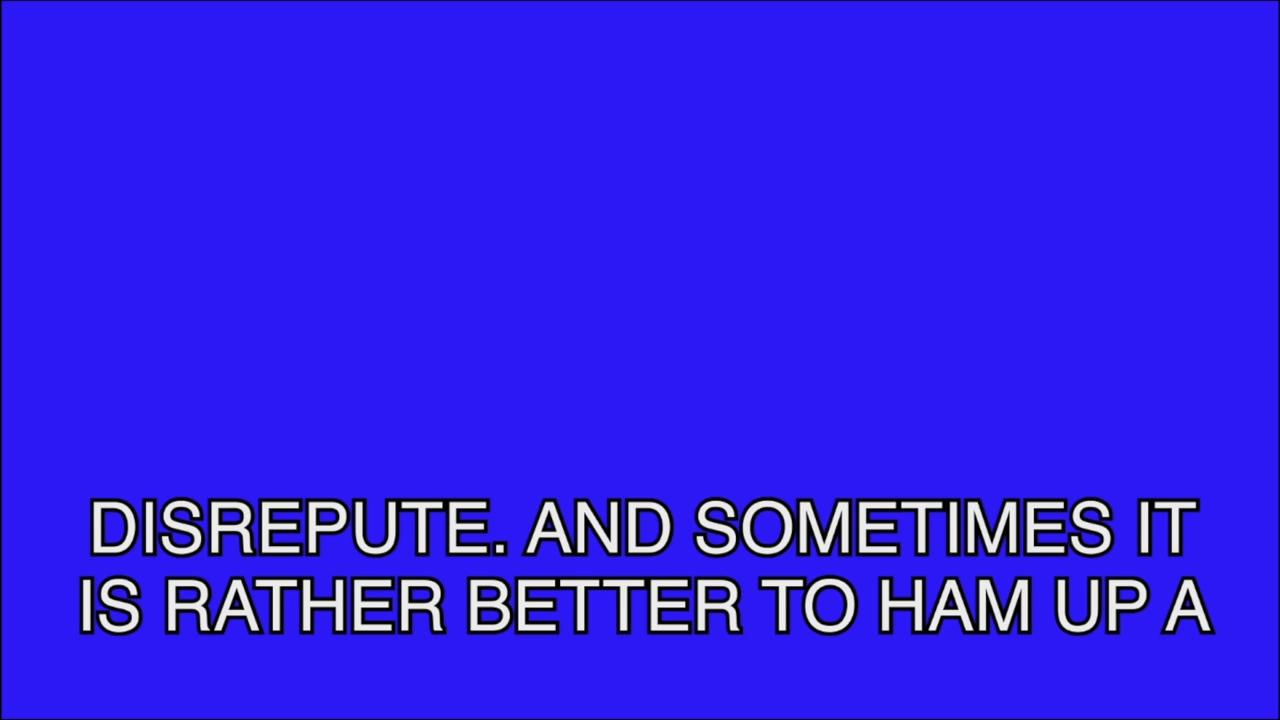 DISREPUTE. AND SOMETIMES IT
IS RATHER BETTER TO HAM UP A